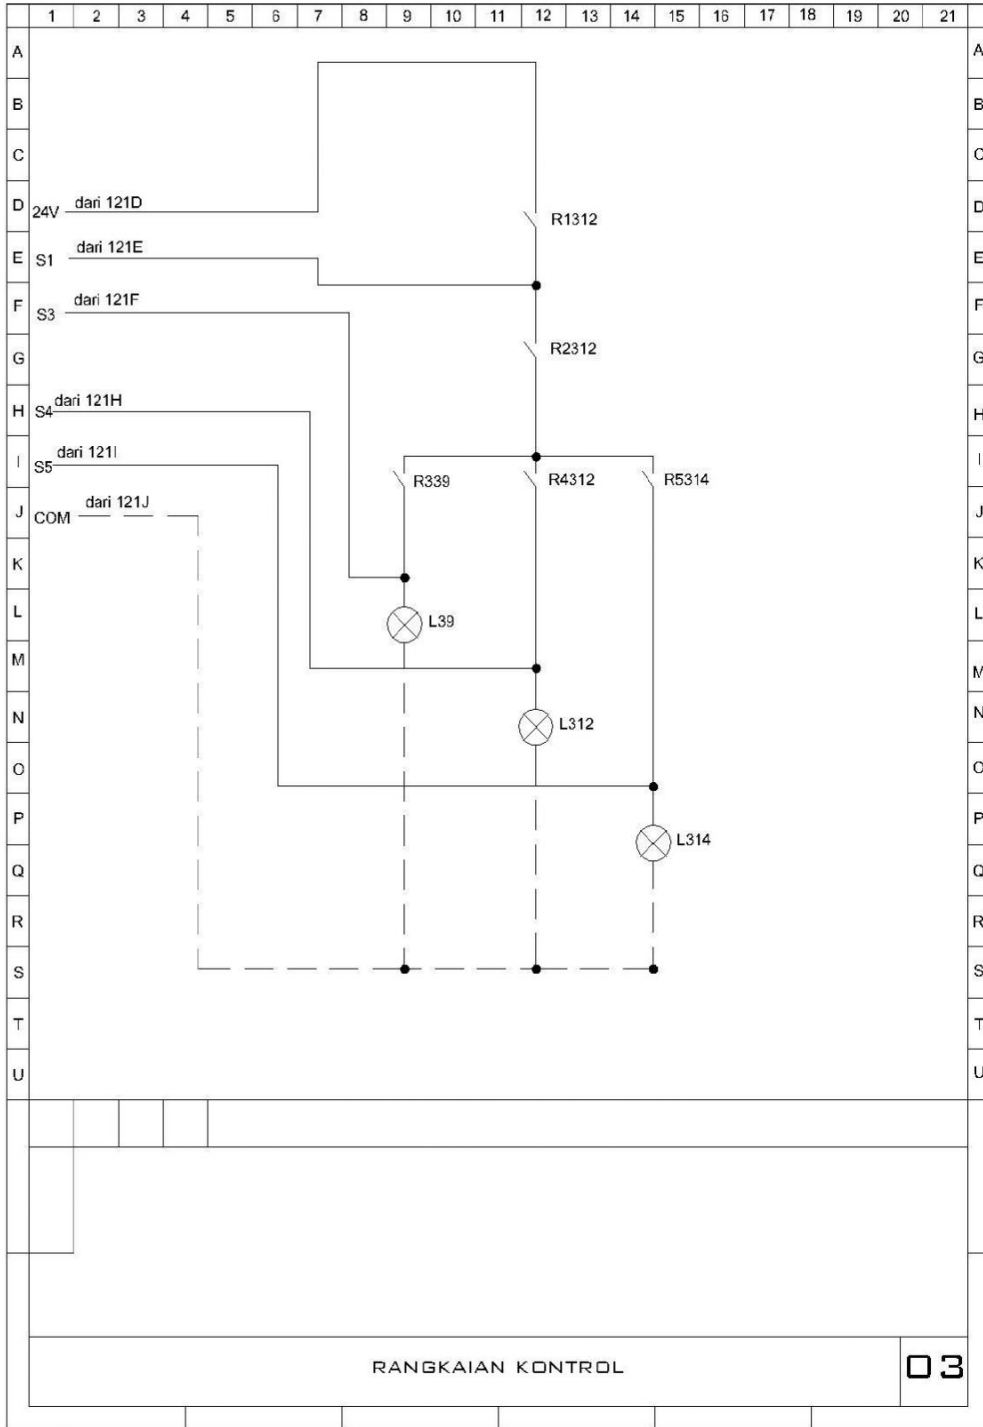 1 2 3 4 5 6 7 8 9 10 11 12 13 14 15 16 17 18 19 20 21
A A
B B
C C
D 24V dari 121D R1312 D
E S1 dari 121E E
F S3 dari 121F F
G R2312 G
H S4 dari 121H H
I S5 dari 121I R339 R4312 R5314 I
J COM dari 121J J
K K
L L39 L
M M
N L312 N
O O
P L314 P
Q Q
R R
S S
T T
U U
RANGKAIAN KONTROL 03